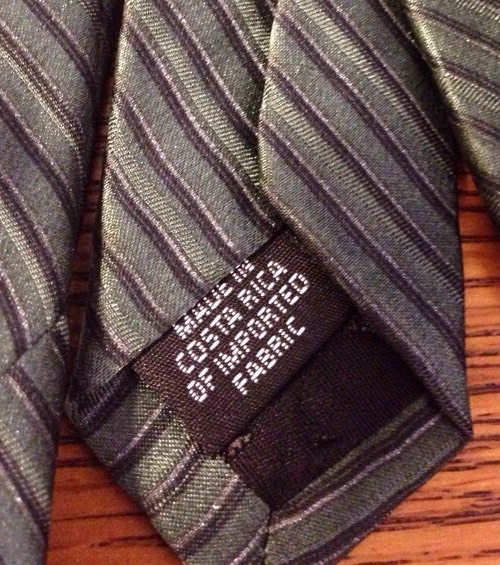 MADE IN
COSTA RICA
OF IMPORTED
FABRIC